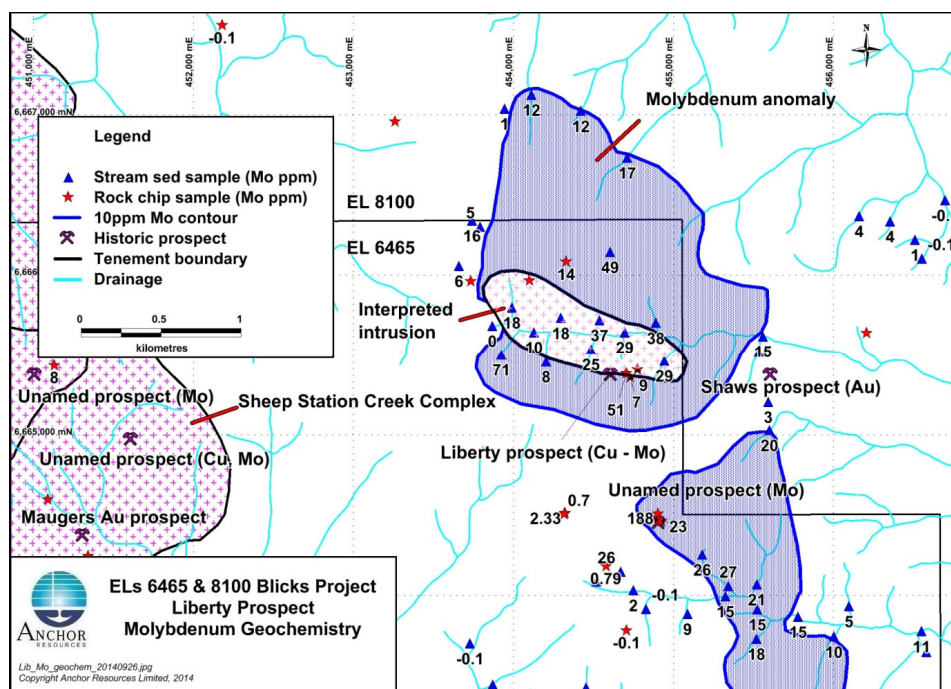 451,000 mE
452,000 mE
453,000 mE
454,000 mE
455,000 mE
456,000 mE
N
-0.1
6,667,000 mN
Legend
Stream sed sample (Mo ppm)
Rock chip sample (Mo ppm)
10ppm Mo contour
Historic prospect
Tenement boundary
Drainage
0 0.5 1
kilometres
1
12
12
Molybdenum anomaly
17
EL 8100
EL 6465
5
16
6
14
49
4
4
1
-0.1
Interpreted
intrusion
18
18
37
38
0
10
29
71
8
25
29
9
7
51
15
8
Unamed prospect (Mo)
Sheep Station Creek Complex
Shaws prospect (Au)
3
6,665,000 mN
Unamed prospect (Cu- Mo)
Liberty prospect (Cu - Mo)
20
Unamed prospect (Mo)
Maugers Au prospect
0.7
2.33
188
23
26
0.79
26
27
2
-0.1
21
15
15
9
15
5
-0.1
18
10
11
-0.1
ANCHOR
RESOURCES
ELs 6465 & 8100 Blicks Project
Liberty Prospect
Molybdenum Geochemistry
Lib_Mo_geochem_20140926.jpg
Copyright Anchor Resources Limited, 2014